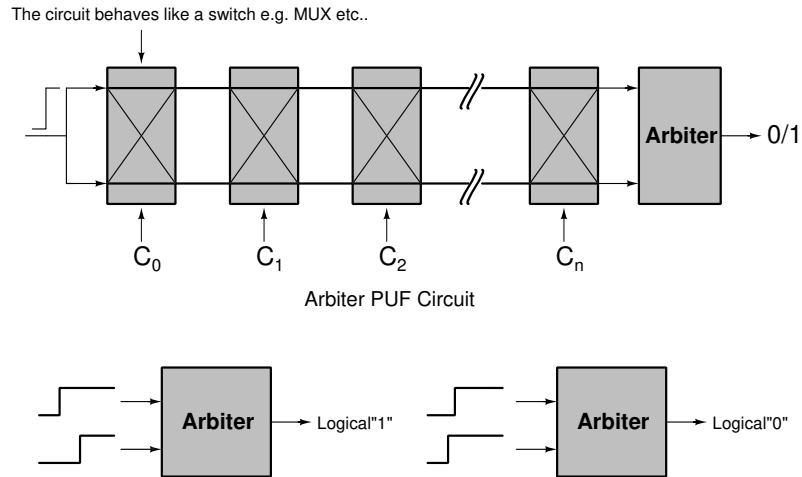 The circuit behaves like a switch e.g. MUX etc..
Arbiter
0/1
C₀
C₁
C₂
Cₙ
Arbiter PUF Circuit
Arbiter
Logical"1"
Arbiter
Logical"0"